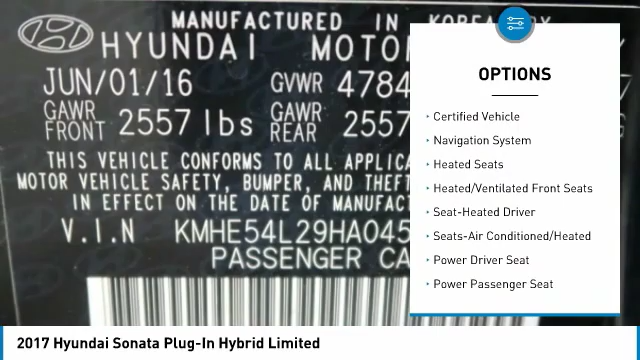 MANUFACTURED IN KOREA BY
HYUNDAI MOTO
JUN/01/16 GVWR 4784
GAWR FRONT 2557 lbs GAWR REAR 2557
THIS VEHICLE CONFORMS TO ALL APPLICA
MOTOR VEHICLE SAFETY, BUMPER, AND THEFT
IN EFFECT ON THE DATE OF MANUFACT
V.I.N KMHE54L29HA045
PASSENGER CA
OPTIONS
Certified Vehicle
Navigation System
Heated Seats
Heated/Ventilated Front Seats
Seat-Heated Driver
Seats-Air Conditioned/Heated
Power Driver Seat
Power Passenger Seat
2017 Hyundai Sonata Plug-In Hybrid Limited